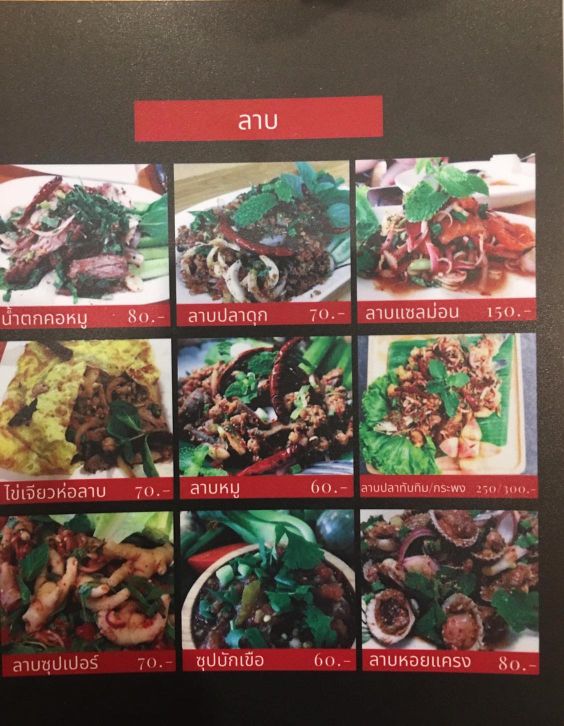 ลาบ
น้ำตกคอหมู 80.-
ลาบปลาดุก 70.-
ลาบแซลม่อน 150.-
ไข่เจียวห่อลาบ 70.-
ลาบหมู 60.-
ลาบปลาทับทิม/กระพง 250/300.-
ลาบซุปเปอร์ 70.-
ซุปบักเขือ 60.-
ลาบหอยแครง 80.-